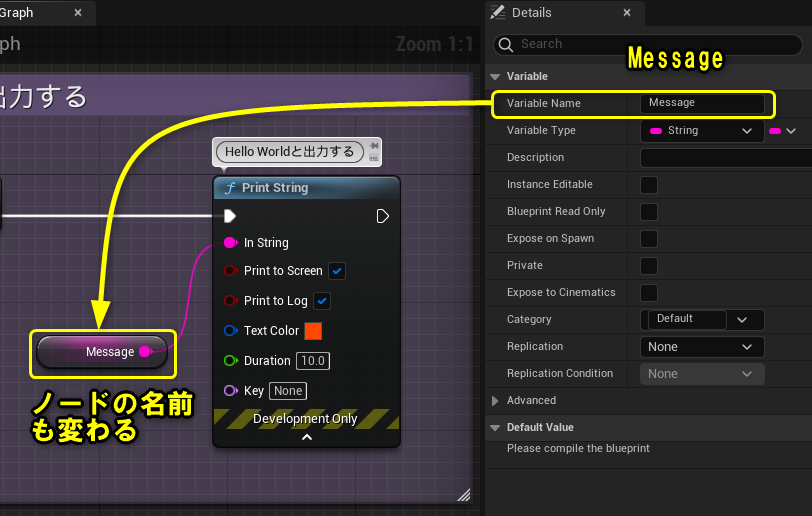 Graph
ph
Zoom 1:1
出力する
Hello Worldと出力する
Print String
In String
Print to Screen
Print to Log
Text Color
Duration 10.0
Key None
Development Only
Message
ノードの名前
も変わる
Details
Search
Message
Variable
Variable Name Message
Variable Type String
Description
Instance Editable
Blueprint Read Only
Expose on Spawn
Private
Expose to Cinematics
Category Default
Replication None
Replication Condition None
Advanced
Default Value
Please compile the blueprint